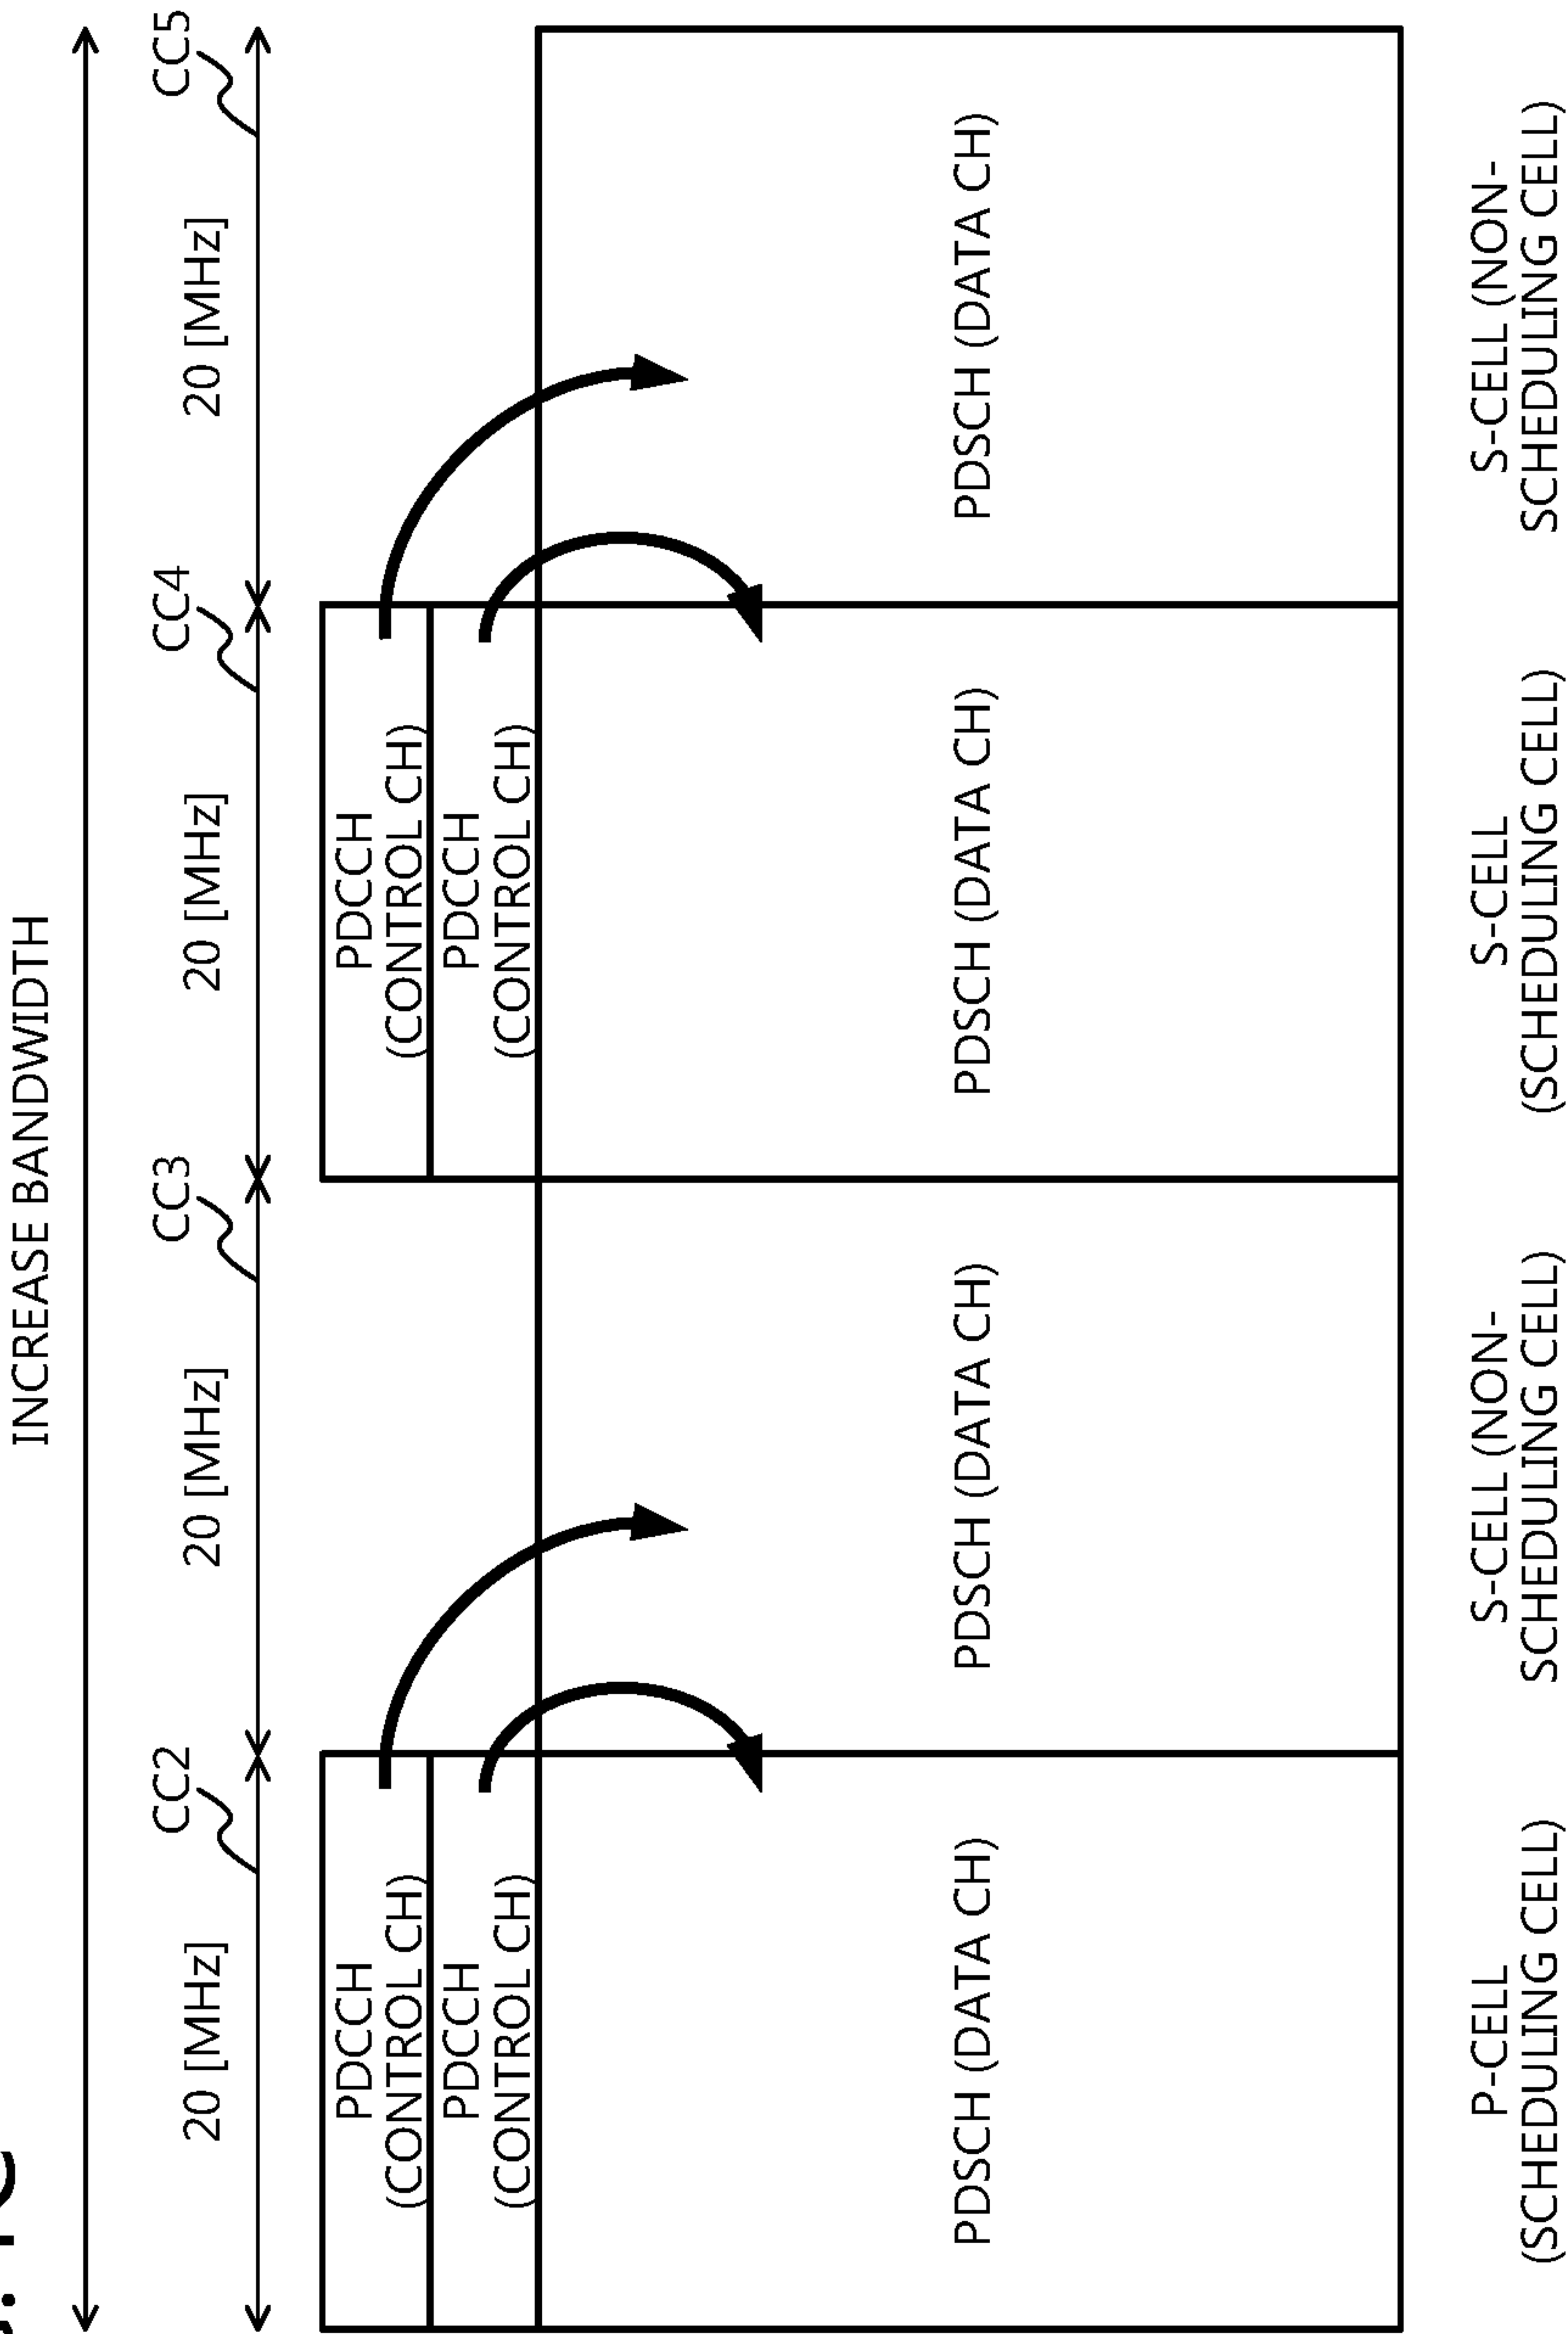 INCREASE BANDWIDTH
CC2
CC3
CC4
CC5
20 [MHz]
20 [MHz]
20 [MHz]
20 [MHz]
PDCCH
(CONTROL CH)
PDCCH
(CONTROL CH)
PDCCH
(CONTROL CH)
PDCCH
(CONTROL CH)
PDSCH (DATA CH)
PDSCH (DATA CH)
PDSCH (DATA CH)
PDSCH (DATA CH)
P-CELL
(SCHEDULING CELL)
S-CELL (NON-
SCHEDULING CELL)
S-CELL
(SCHEDULING CELL)
S-CELL (NON-
SCHEDULING CELL)